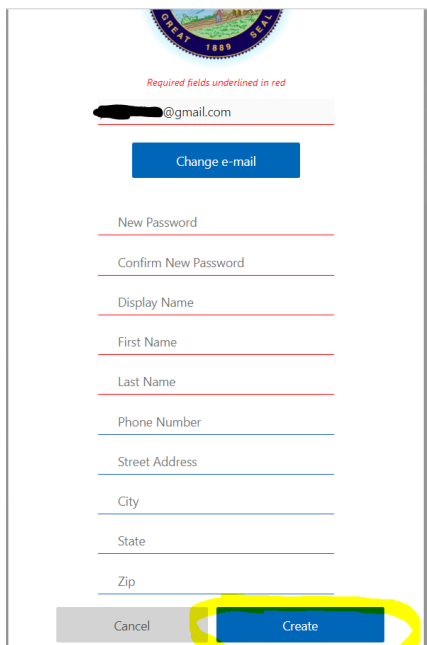 GREAT SEAL
1889
Required fields underlined in red
@gmail.com
Change e-mail
New Password
Confirm New Password
Display Name
First Name
Last Name
Phone Number
Street Address
City
State
Zip
Cancel
Create